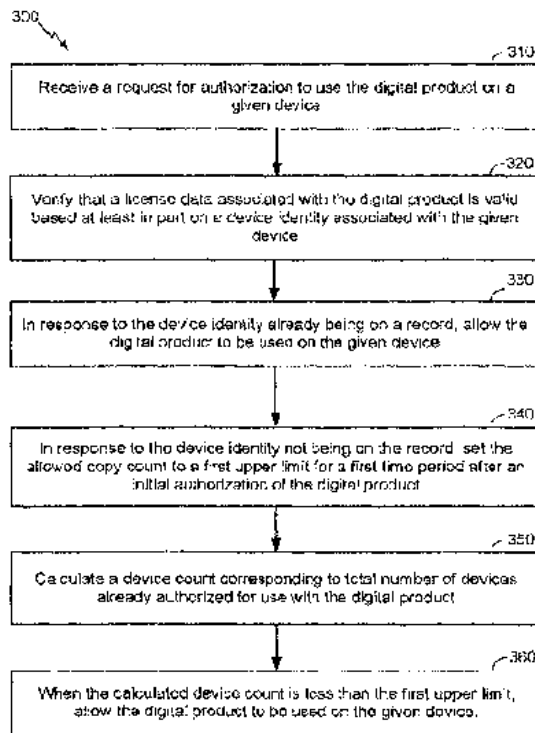 300
310
Receive a request for authorization to use the digital product on a
given device
320
Verify that a license data associated with the digital product is valid
based at least in part on a device identity associated with the given
device
330
In response to the device identity already being on a record, allow the
digital product to be used on the given device
340
In response to the device identity not being on the record, set the
allowed copy count to a first upper limit for a first time period after an
initial authorization of the digital product
350
Calculate a device count corresponding to total number of devices
already authorized for use with the digital product
360
When the calculated device count is less than the first upper limit,
allow the digital product to be used on the given device.